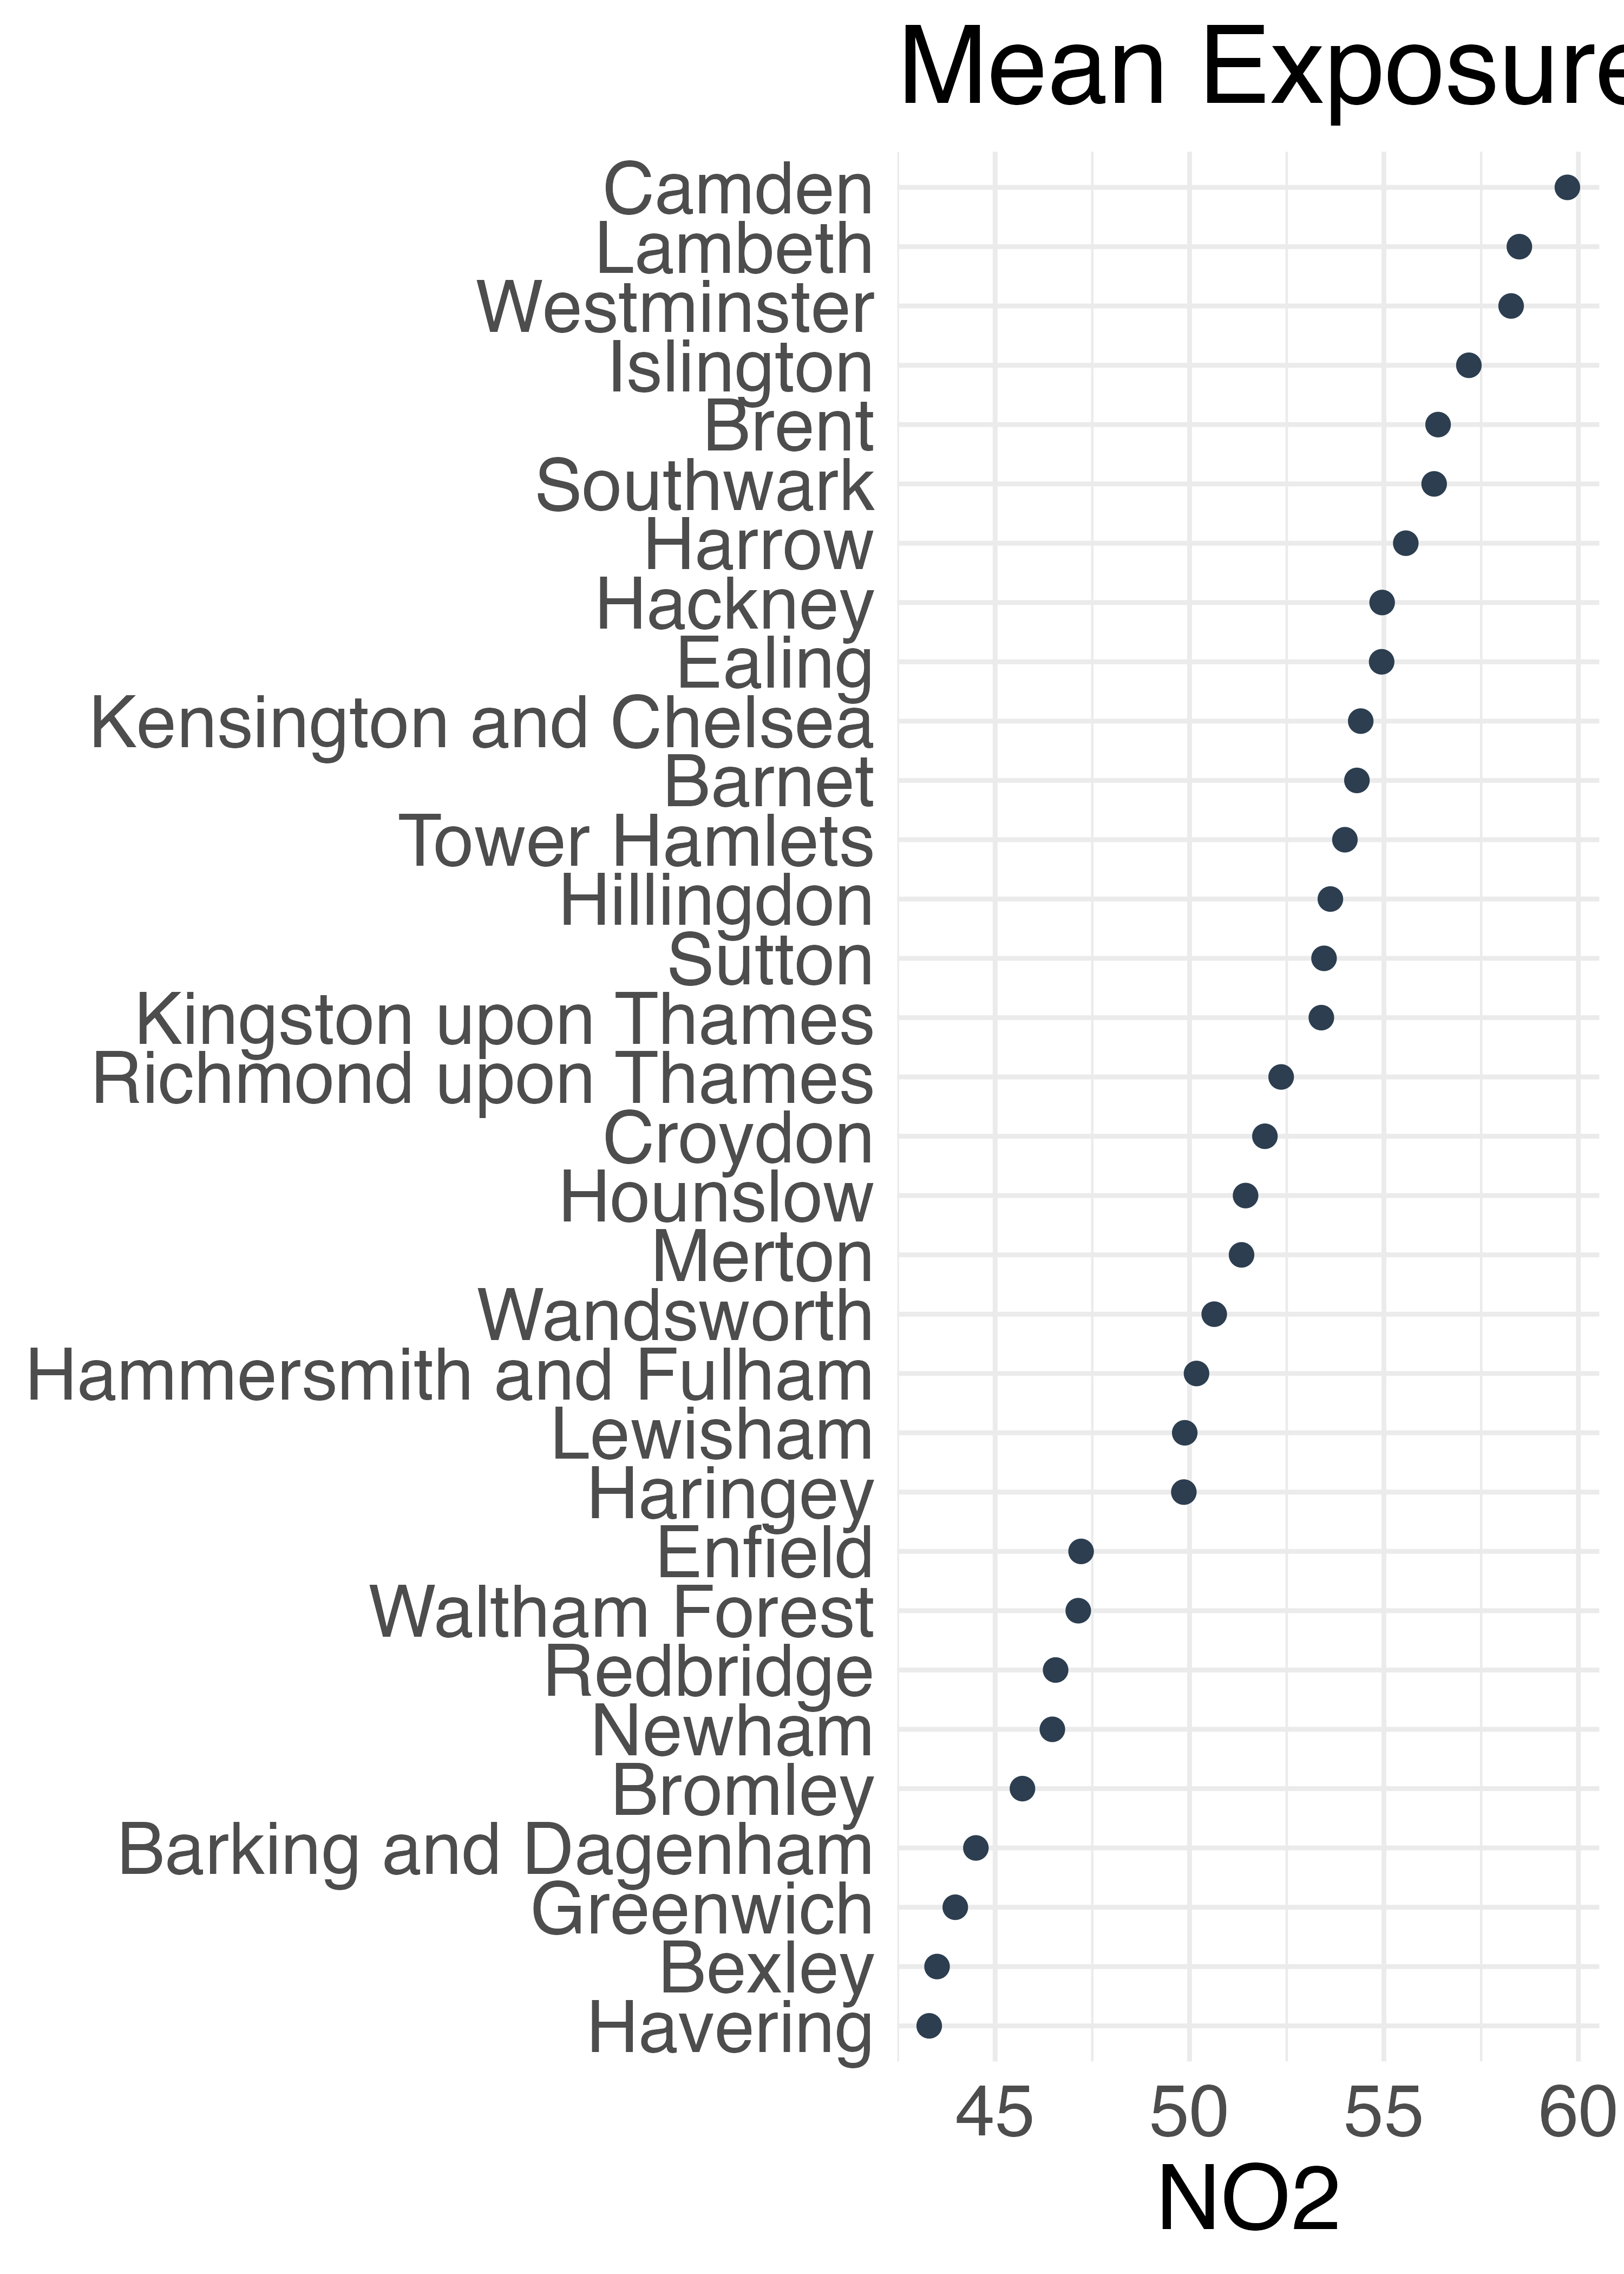 Mean Exposure
Camden
Lambeth
Westminster
Islington
Brent
Southwark
Harrow
Hackney
Ealing
Kensington and Chelsea
Barnet
Tower Hamlets
Hillingdon
Sutton
Kingston upon Thames
Richmond upon Thames
Croydon
Hounslow
Merton
Wandsworth
Hammersmith and Fulham
Lewisham
Haringey
Enfield
Waltham Forest
Redbridge
Newham
Bromley
Barking and Dagenham
Greenwich
Bexley
Havering
45 50 55 60
NO2